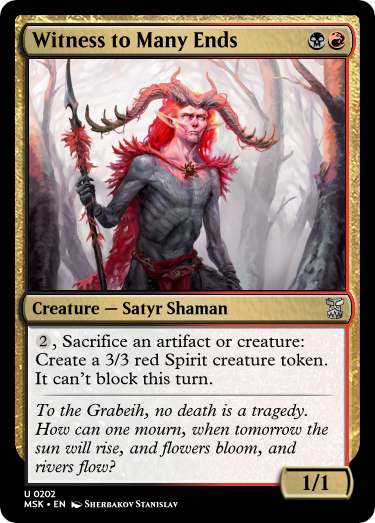 Witness to Many Ends
Creature — Satyr Shaman
2, Sacrifice an artifact or creature:
Create a 3/3 red Spirit creature token.
It can't block this turn.
To the Grabeih, no death is a tragedy.
How can one mourn, when tomorrow the
sun will rise, and flowers bloom, and
rivers flow?
1/1
U 0202
MSK • EN Sherbakov Stanislav